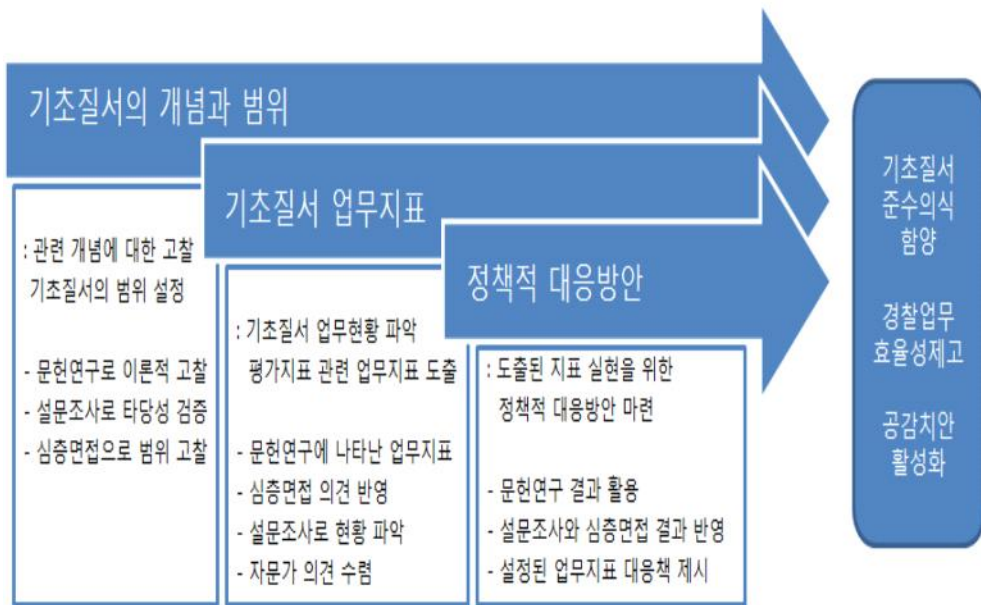 기초질서의 개념과 범위
: 관련 개념에 대한 고찰
기초질서의 범위 설정
- 문헌연구로 이론적 고찰
- 설문조사로 타당성 검증
- 심층면접으로 범위 고찰
기초질서 업무지표
: 기초질서 업무현황 파악
평가지표 관련 업무지표 도출
- 문헌연구에 나타난 업무지표
- 심층면접 의견 반영
- 설문조사로 현황 파악
- 자문가 의견 수렴
정책적 대응방안
: 도출된 지표 실현을 위한
정책적 대응방안 마련
- 문헌연구 결과 활용
- 설문조사와 심층면접 결과 반영
- 설정된 업무지표 대응책 제시
기초질서
준수의식
함양
경찰업무
효율성제고
공감치안
활성화